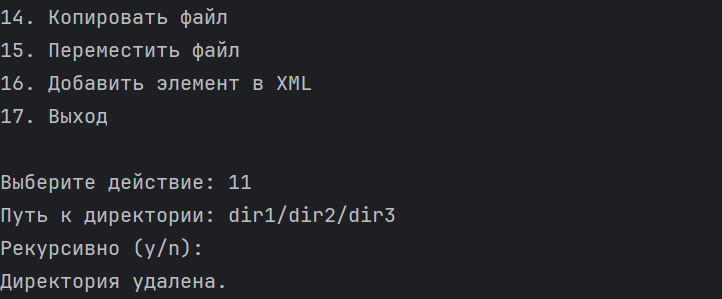 14. Копировать файл
15. Переместить файл
16. Добавить элемент в XML
17. Выход
Выберите действие: 11
Путь к директории: dir1/dir2/dir3
Рекурсивно (y/n):
Директория удалена.